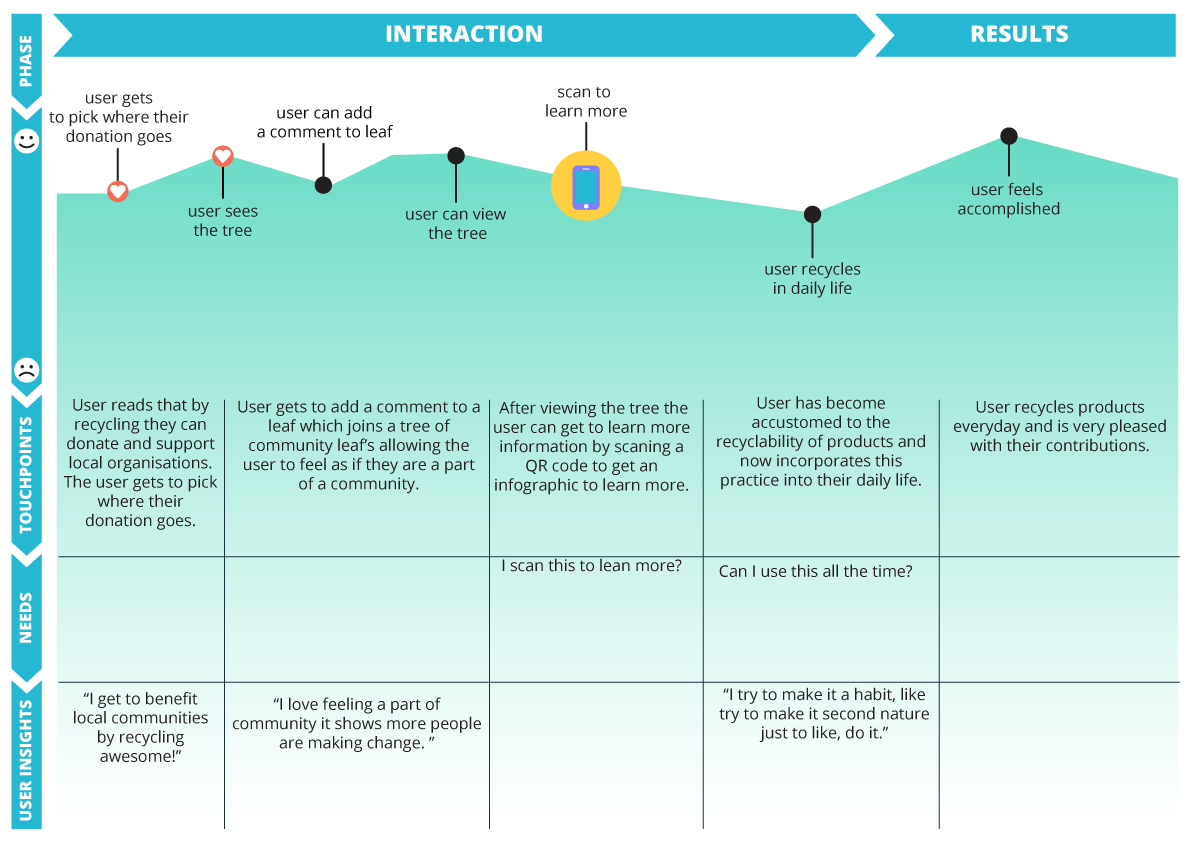 PHASE
INTERACTION
RESULTS
user gets
to pick where their
donation goes
user sees
the tree
user can add
a comment to leaf
user can view
the tree
scan to
learn more
user recycles
in daily life
user feels
accomplished
TOUCHPOINTS
User reads that by
recycling they can
donate and support
local organisations.
The user gets to pick
where their
donation goes.
User gets to add a comment to a
leaf which joins a tree of
community leaf's allowing the
user to feel as if they are a part
of a community.
After viewing the tree the
user can get to learn more
information by scaning a
QR code to get an
infographic to learn more.
User has become
accustomed to the
recyclability of products and
now incorporates this
practice into their daily life.
User recycles products
everyday and is very pleased
with their contributions.
NEEDS
I scan this to lean more?
Can I use this all the time?
USER INSIGHTS
“I get to benefit
local communities
by recycling
awesome!”
“I love feeling a part of
community it shows more people
are making change. ”
“I try to make it a habit, like
try to make it second nature
just to like, do it.”